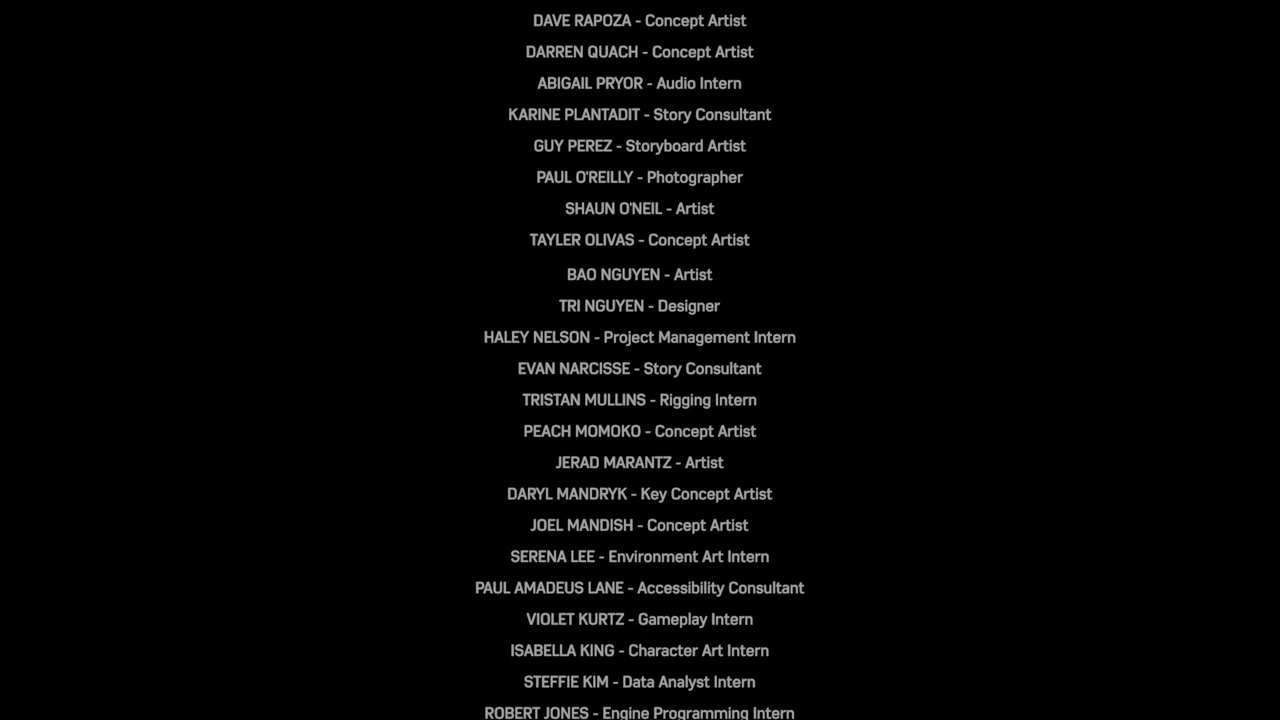 DAVE RAPOZA - Concept Artist
DARREN QUACH - Concept Artist
ABIGAIL PRYOR - Audio Intern
KARINE PLANTADIT - Story Consultant
GUY PEREZ - Storyboard Artist
PAUL O'REILLY - Photographer
SHAUN O'NEIL - Artist
TAYLER OLIVAS - Concept Artist
BAO NGUYEN - Artist
TRI NGUYEN - Designer
HALEY NELSON - Project Management Intern
EVAN NARCISSE - Story Consultant
TRISTAN MULLINS - Rigging Intern
PEACH MOMOKO - Concept Artist
JERAD MARANTZ - Artist
DARYL MANDRYK - Key Concept Artist
JOEL MANDISH - Concept Artist
SERENA LEE - Environment Art Intern
PAUL AMADEUS LANE - Accessibility Consultant
VIOLET KURTZ - Gameplay Intern
ISABELLA KING - Character Art Intern
STEFFIE KIM - Data Analyst Intern
ROBERT JONES - Engine Programming Intern